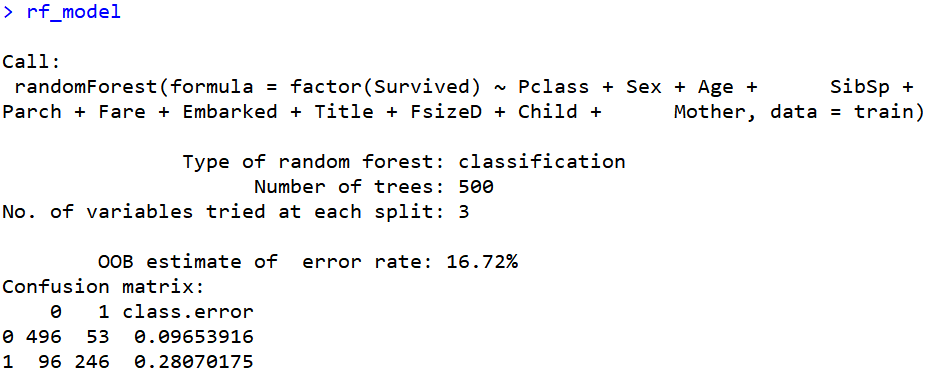 > rf_model
Call:
 randomForest(formula = factor(Survived) ~ Pclass + Sex + Age +      SibSp +
Parch + Fare + Embarked + Title + FsizeD + Child +      Mother, data = train)
               Type of random forest: classification
                     Number of trees: 500
No. of variables tried at each split: 3
        OOB estimate of  error rate: 16.72%
Confusion matrix:
    0   1 class.error
0 496  53  0.09653916
1  96 246  0.28070175